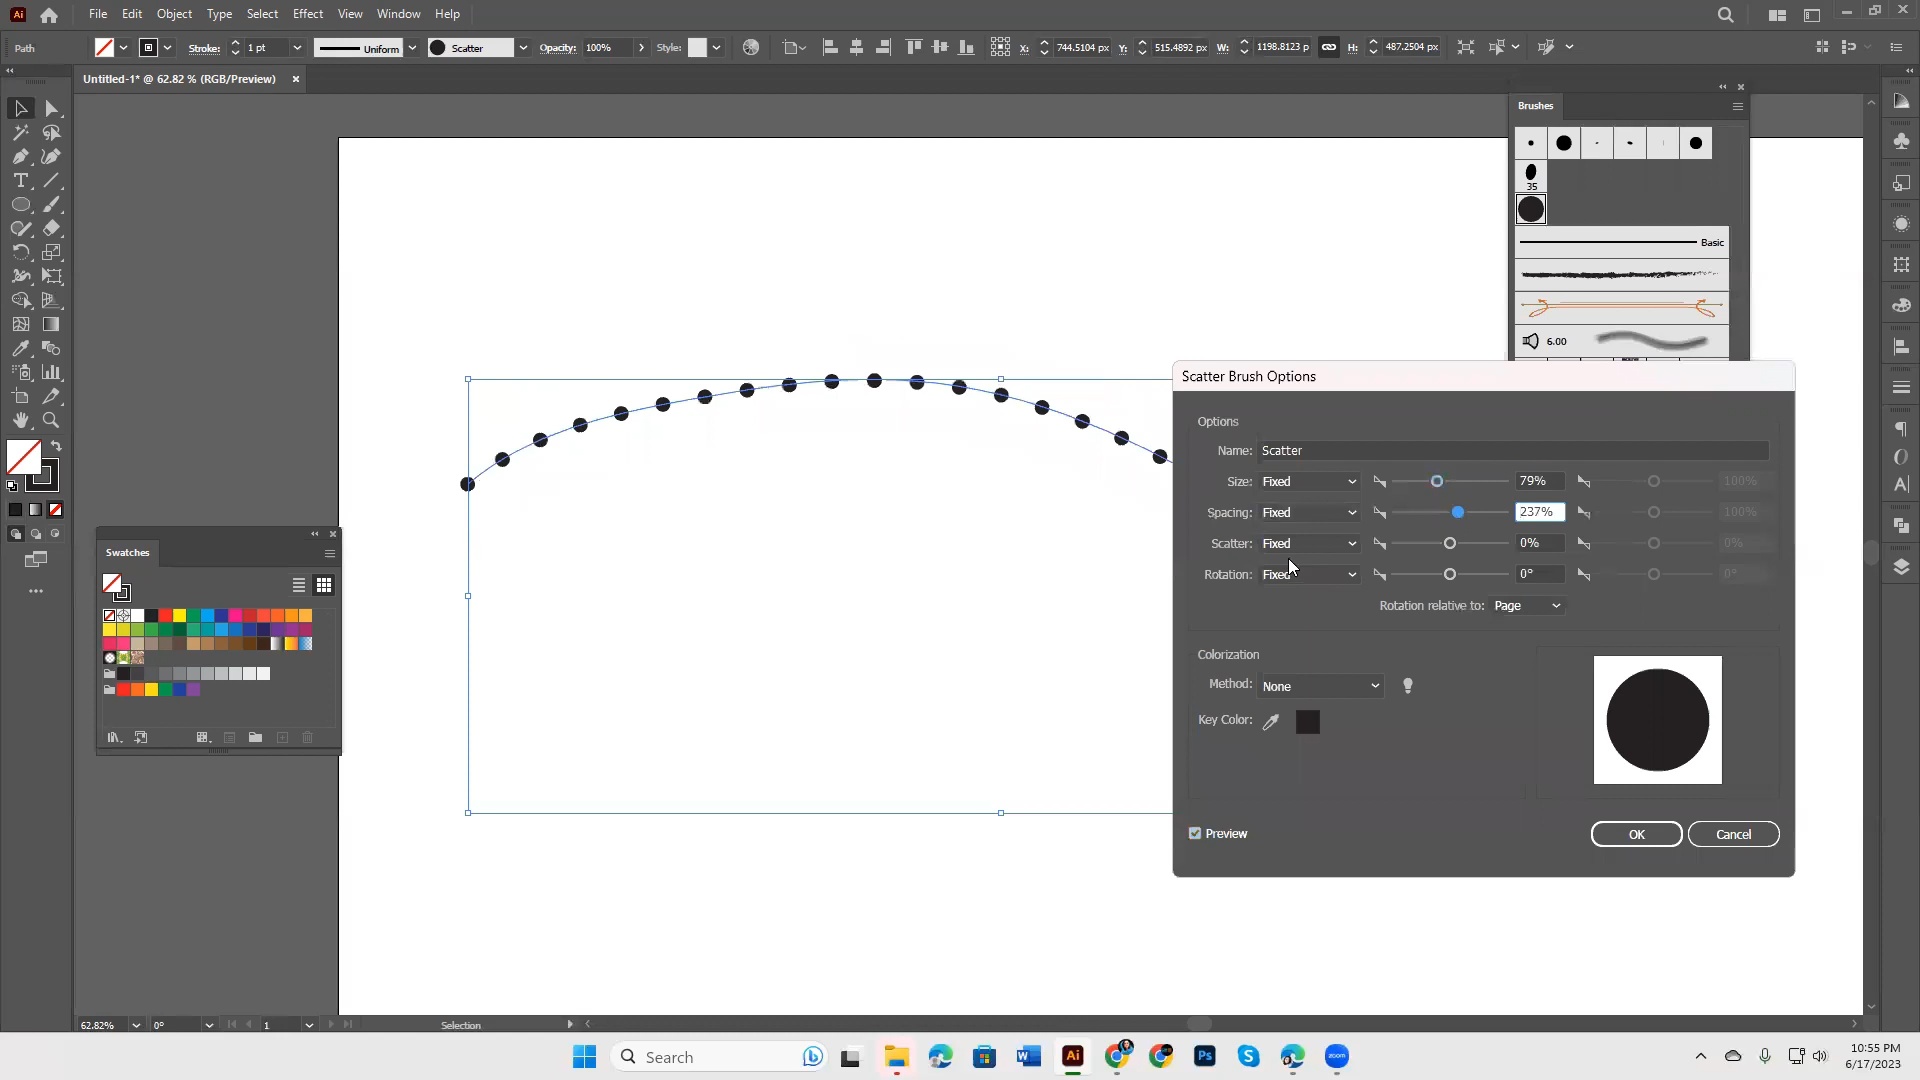 Ai File Edit Object Type Select Effect View Window Help
Path Stroke: 1 pt Uniform Scatter Opacity: 100% Style: X: 744.5104 px Y: 515.4892 px W: 1198.8123 p H: 487.2504 px
Untitled-1* @ 62.82 % (RGB/Preview)
Brushes
35
Basic
6.00
Scatter Brush Options
Options
Name: Scatter
Size: Fixed 79% 100%
Spacing: Fixed 237% 100%
Scatter: Fixed 0% 0%
Rotation: Fixed 0° 0°
Rotation relative to: Page
Colorization
Method: None
Key Color:
Preview OK Cancel
Swatches
62.82% 0° 1 Selection
Search Ai Ps zoom
10:55 PM
6/17/2023